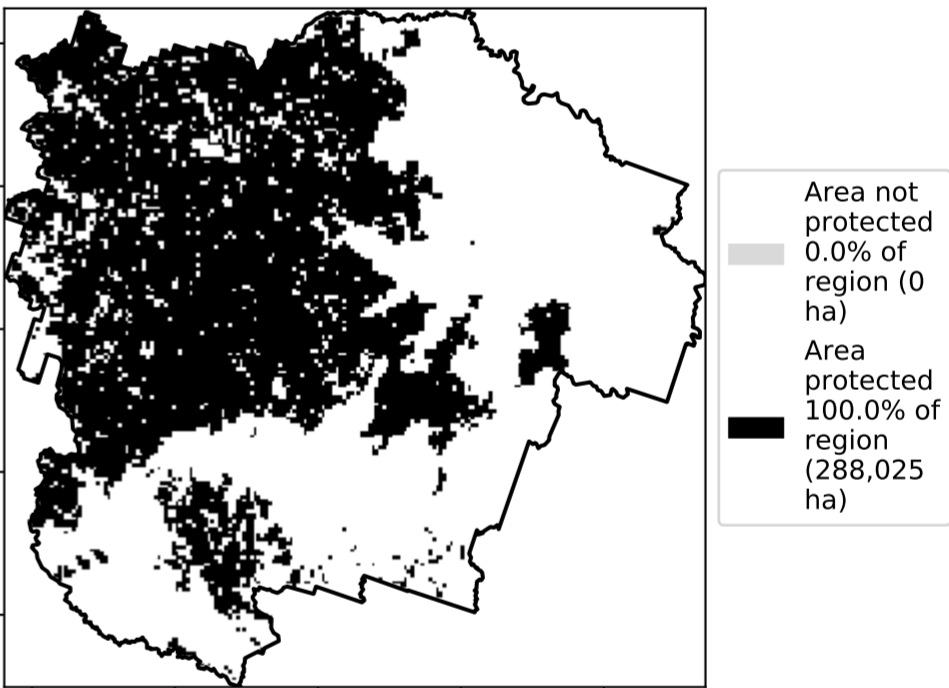 Area not
protected
0.0% of
region (0
ha)
Area
protected
100.0% of
region
(288,025
ha)